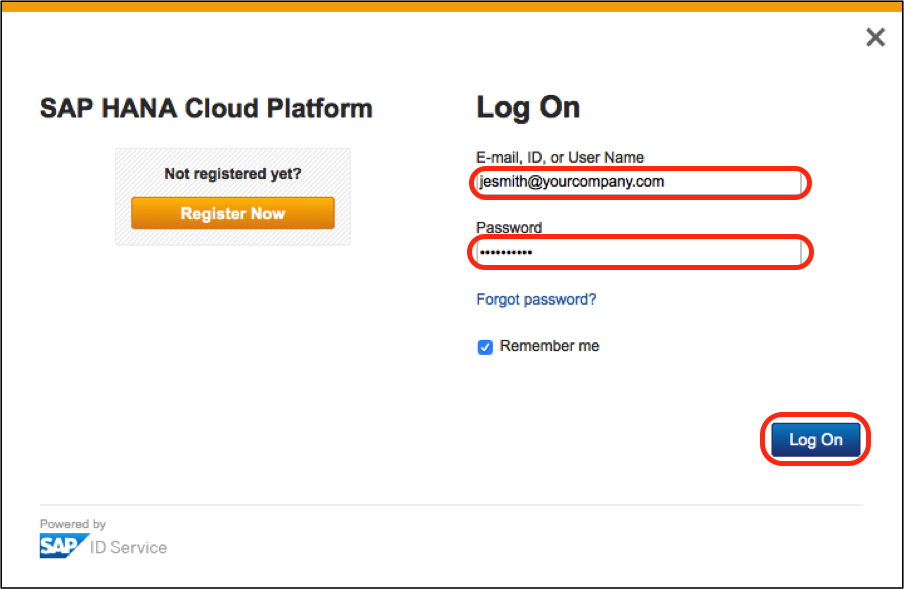 SAP HANA Cloud Platform
Not registered yet?
Register Now
Log On
E-mail, ID, or User Name
jesmith@yourcompany.com
Password
••••••••••
Forgot password?
Remember me
Log On
Powered by
SAP ID Service